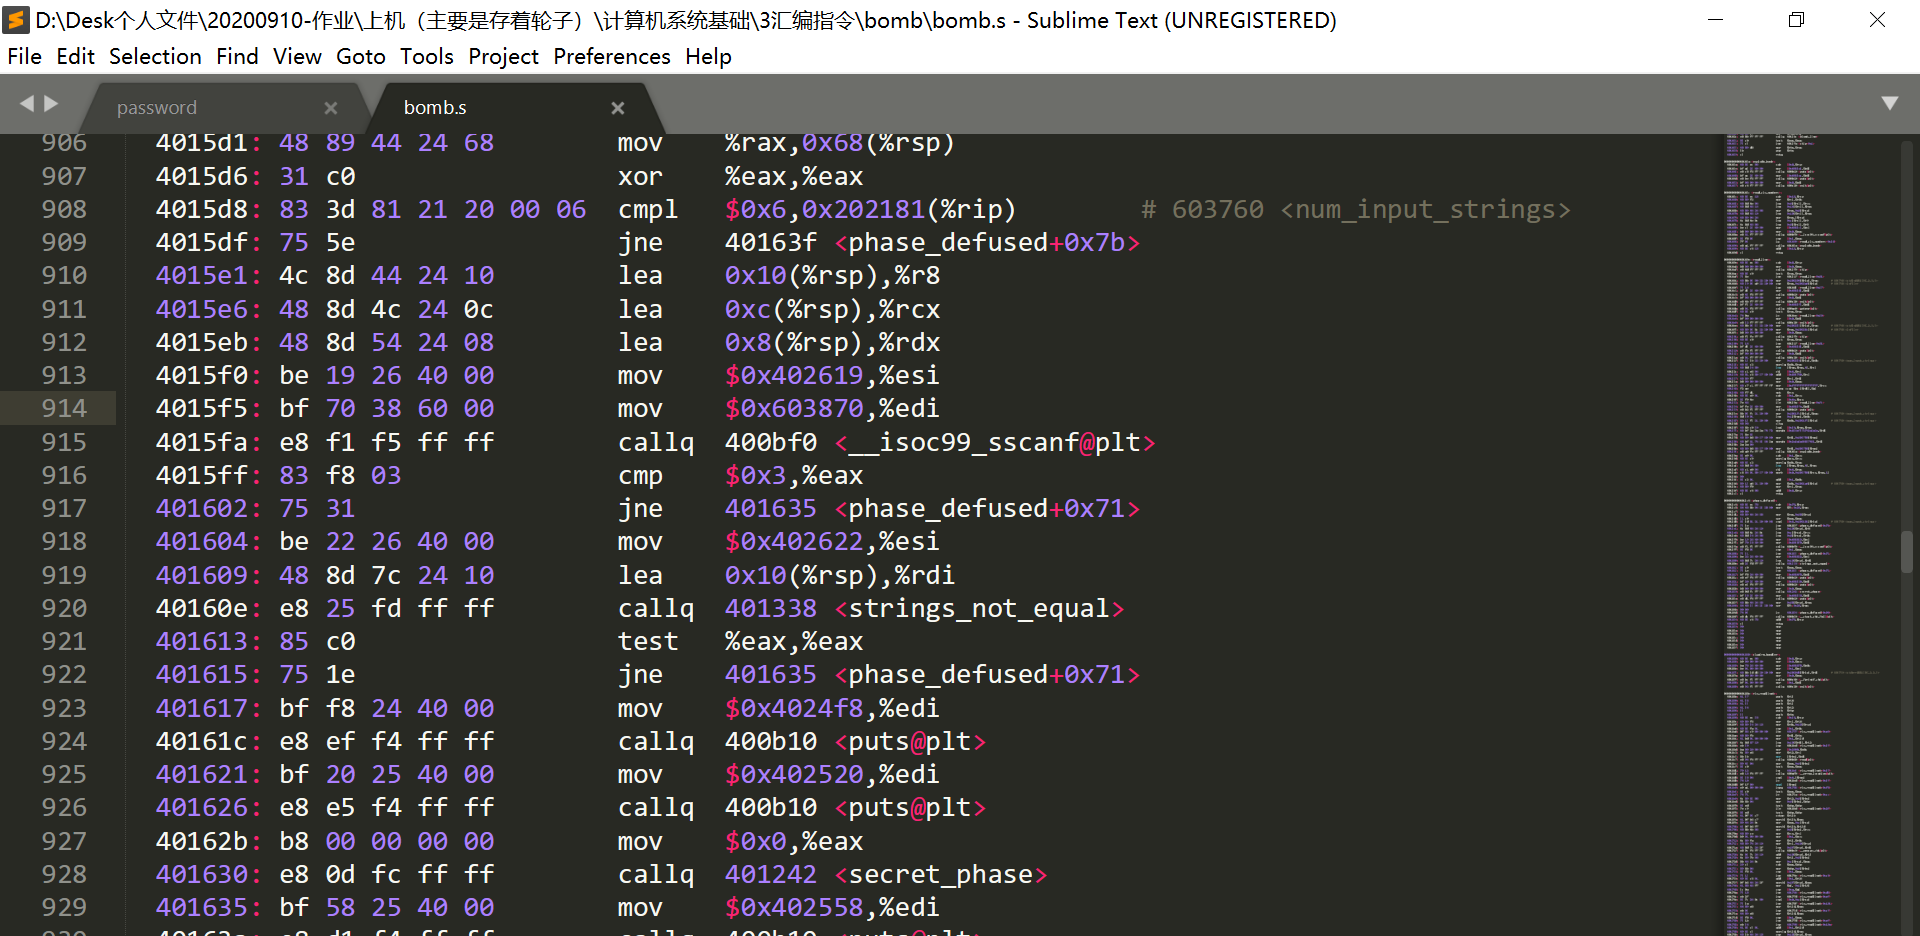 D:\Desk个人文件\20200910-作业\上机（主要是存着轮子）\计算机系统基础\3汇编指令\bomb\bomb.s - Sublime Text (UNREGISTERED)
File Edit Selection Find View Goto Tools Project Preferences Help
password × bomb.s ×
906 4015d1: 48 89 44 24 68 mov %rax,0x68(%rsp)
907 4015d6: 31 c0 xor %eax,%eax
908 4015d8: 83 3d 81 21 20 00 06 cmpl $0x6,0x202181(%rip) # 603760 <num_input_strings>
909 4015df: 75 5e jne 40163f <phase_defused+0x7b>
910 4015e1: 4c 8d 44 24 10 lea 0x10(%rsp),%r8
911 4015e6: 48 8d 4c 24 0c lea 0xc(%rsp),%rcx
912 4015eb: 48 8d 54 24 08 lea 0x8(%rsp),%rdx
913 4015f0: be 19 26 40 00 mov $0x402619,%esi
914 4015f5: bf 70 38 60 00 mov $0x603870,%edi
915 4015fa: e8 f1 f5 ff ff callq 400bf0 <__isoc99_sscanf@plt>
916 4015ff: 83 f8 03 cmp $0x3,%eax
917 401602: 75 31 jne 401635 <phase_defused+0x71>
918 401604: be 22 26 40 00 mov $0x402622,%esi
919 401609: 48 8d 7c 24 10 lea 0x10(%rsp),%rdi
920 40160e: e8 25 fd ff ff callq 401338 <strings_not_equal>
921 401613: 85 c0 test %eax,%eax
922 401615: 75 1e jne 401635 <phase_defused+0x71>
923 401617: bf f8 24 40 00 mov $0x4024f8,%edi
924 40161c: e8 ef f4 ff ff callq 400b10 <puts@plt>
925 401621: bf 20 25 40 00 mov $0x402520,%edi
926 401626: e8 e5 f4 ff ff callq 400b10 <puts@plt>
927 40162b: b8 00 00 00 00 mov $0x0,%eax
928 401630: e8 0d fc ff ff callq 401242 <secret_phase>
929 401635: bf 58 25 40 00 mov $0x402558,%edi